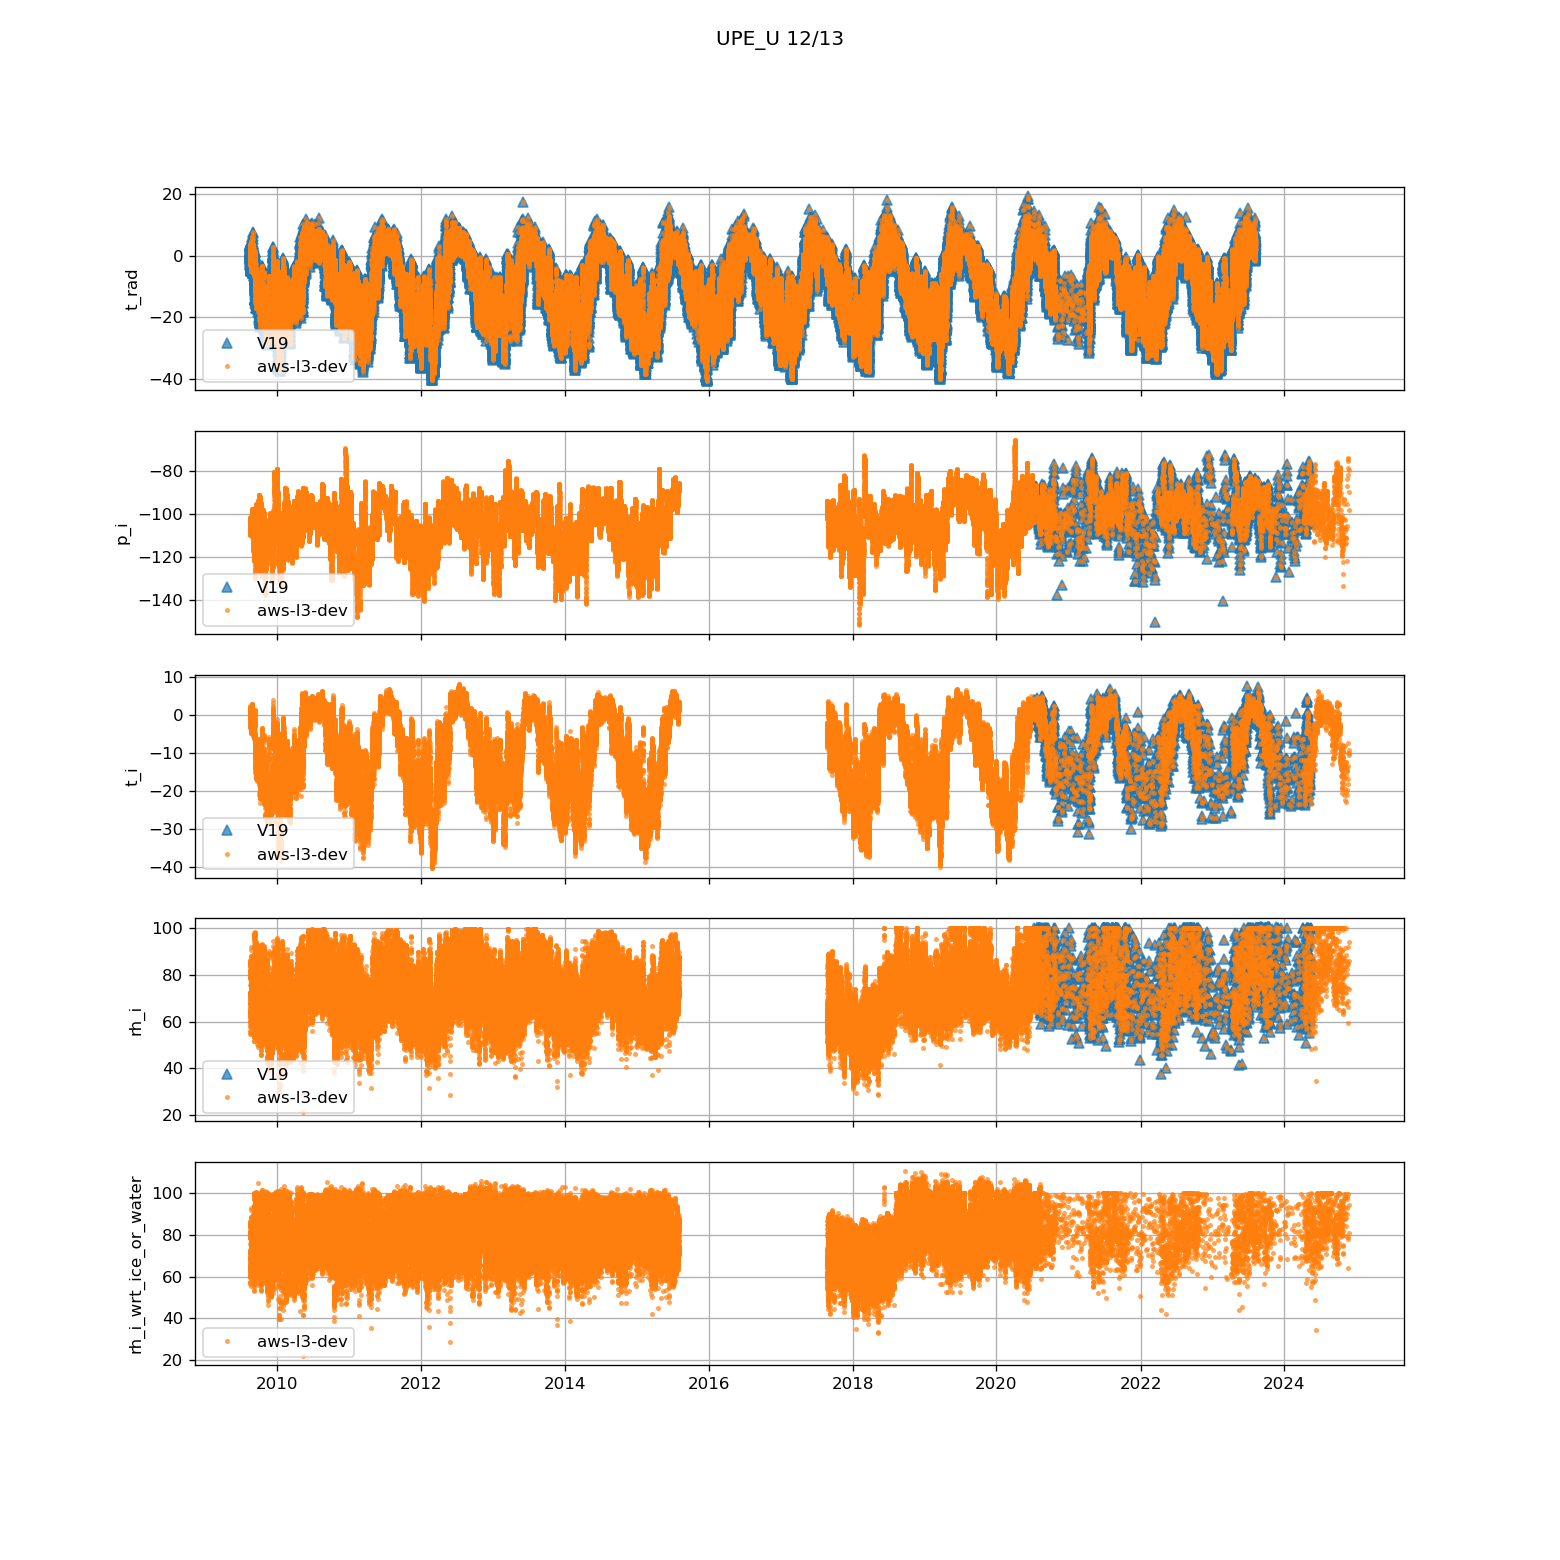 UPE_U 12/13
20
0
−20
−40
t_rad
V19
aws-l3-dev
−80
−100
−120
−140
p_i
V19
aws-l3-dev
10
0
−10
−20
−30
−40
t_i
V19
aws-l3-dev
100
80
60
40
20
rh_i
V19
aws-l3-dev
100
80
60
40
20
rh_i_wrt_ice_or_water
aws-l3-dev
2010 2012 2014 2016 2018 2020 2022 2024